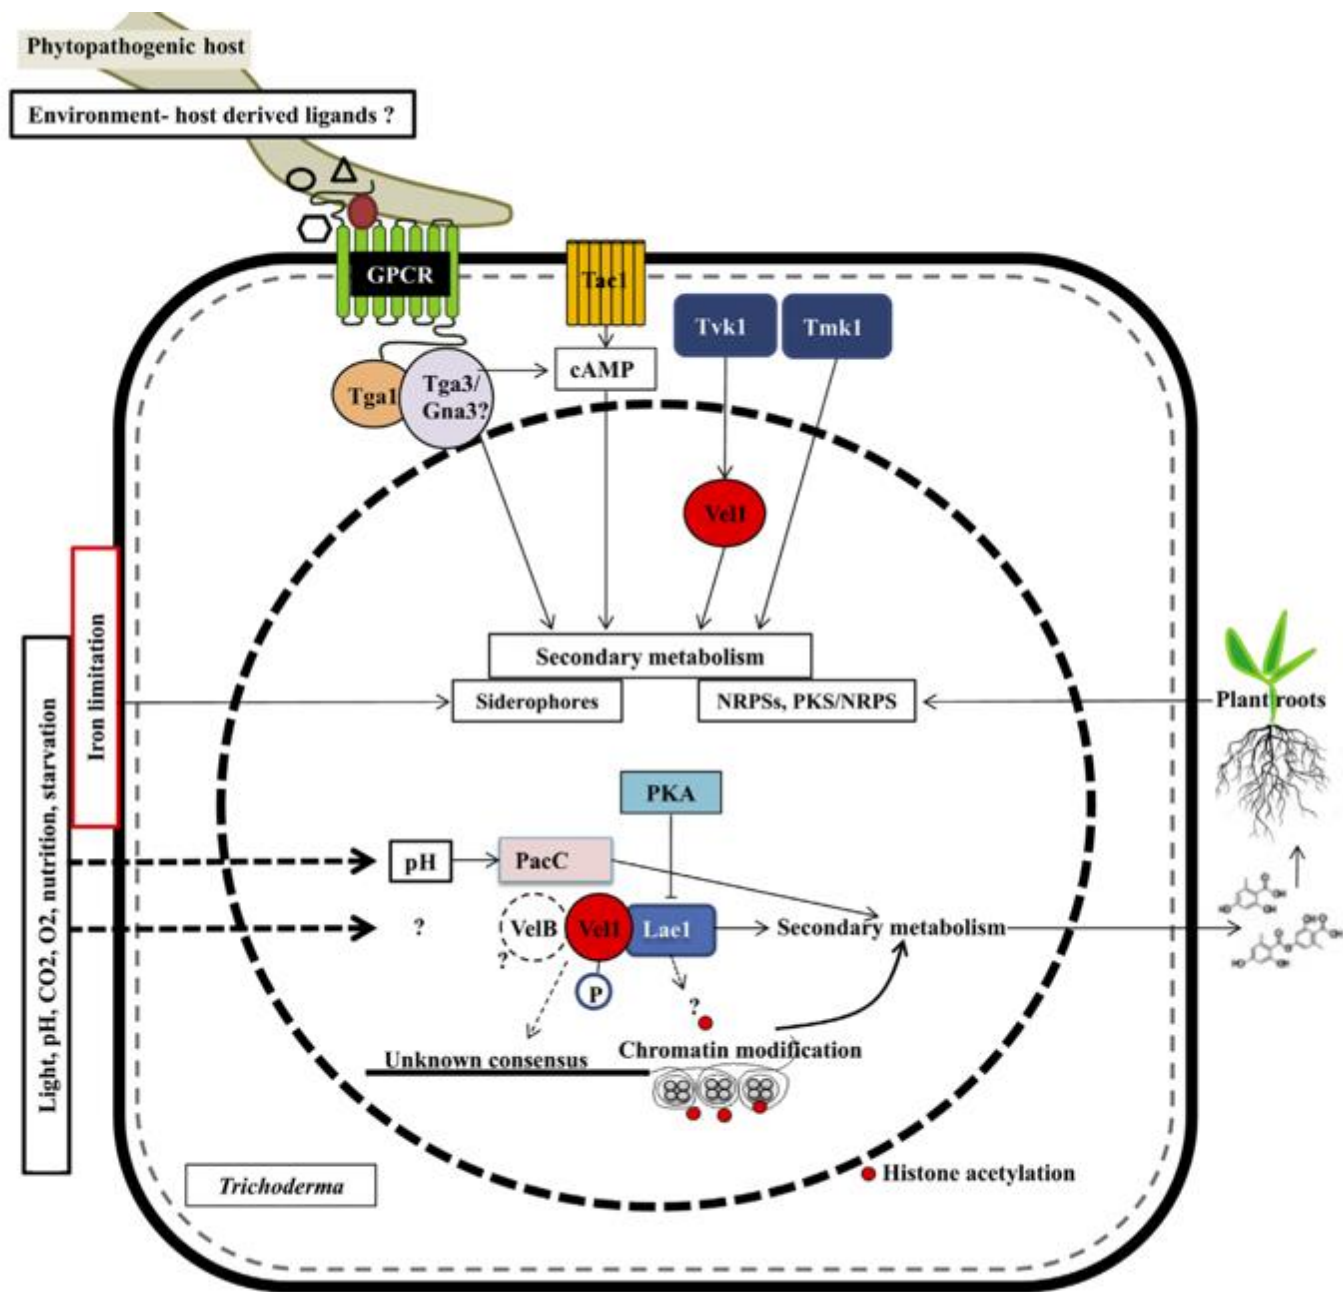 Phytopathogenic host
Environment- host derived ligands ?
GPCR
Tac1
Tvk1
Tmk1
Tga1
Tga3/
Gna3?
cAMP
Vel1
Secondary metabolism
Siderophores
NRPSs, PKS/NRPS
Iron limitation
Light, pH, CO2, O2, nutrition, starvation
Plant roots
PKA
pH
PacC
?
VelB
Vel1
Lae1
Secondary metabolism
?
P
?
Unknown consensus
Chromatin modification
Trichoderma
Histone acetylation